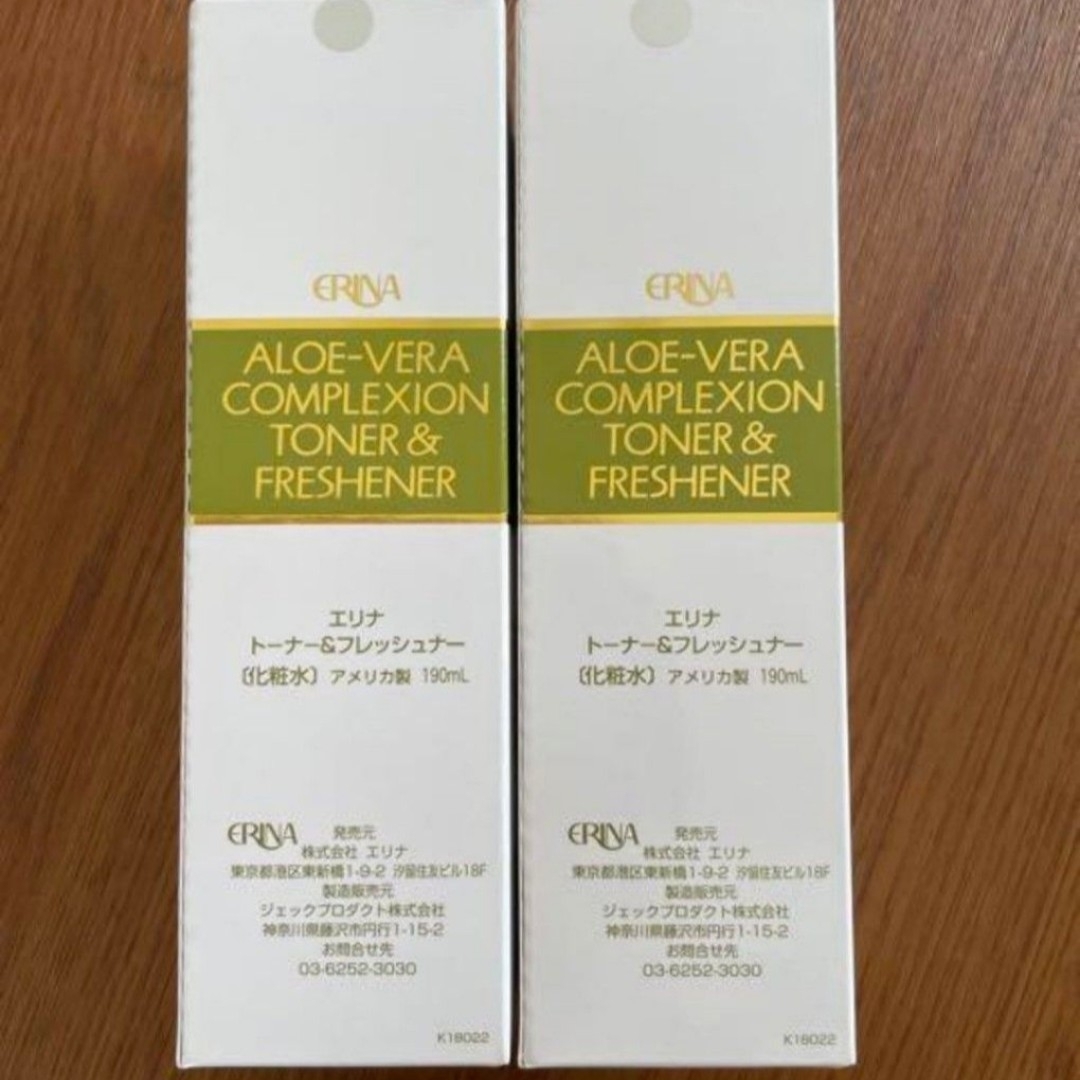 ERINA
ALOE-VERA
COMPLEXION
TONER &
FRESHENER
エリナ
トーナー&フレッシュナー
〔化粧水〕 アメリカ製 190mL
ERINA 発売元
株式会社 エリナ
東京都港区東新橋1-9-2 汐留住友ビル18F
製造販売元
ジェックプロダクト株式会社
神奈川県藤沢市円行1-15-2
お問合せ先
03-6252-3030
K18022
ERINA
ALOE-VERA
COMPLEXION
TONER &
FRESHENER
エリナ
トーナー&フレッシュナー
〔化粧水〕 アメリカ製 190mL
ERINA 発売元
株式会社 エリナ
東京都港区東新橋1-9-2 汐留住友ビル18F
製造販売元
ジェックプロダクト株式会社
神奈川県藤沢市円行1-15-2
お問合せ先
03-6252-3030
K18022